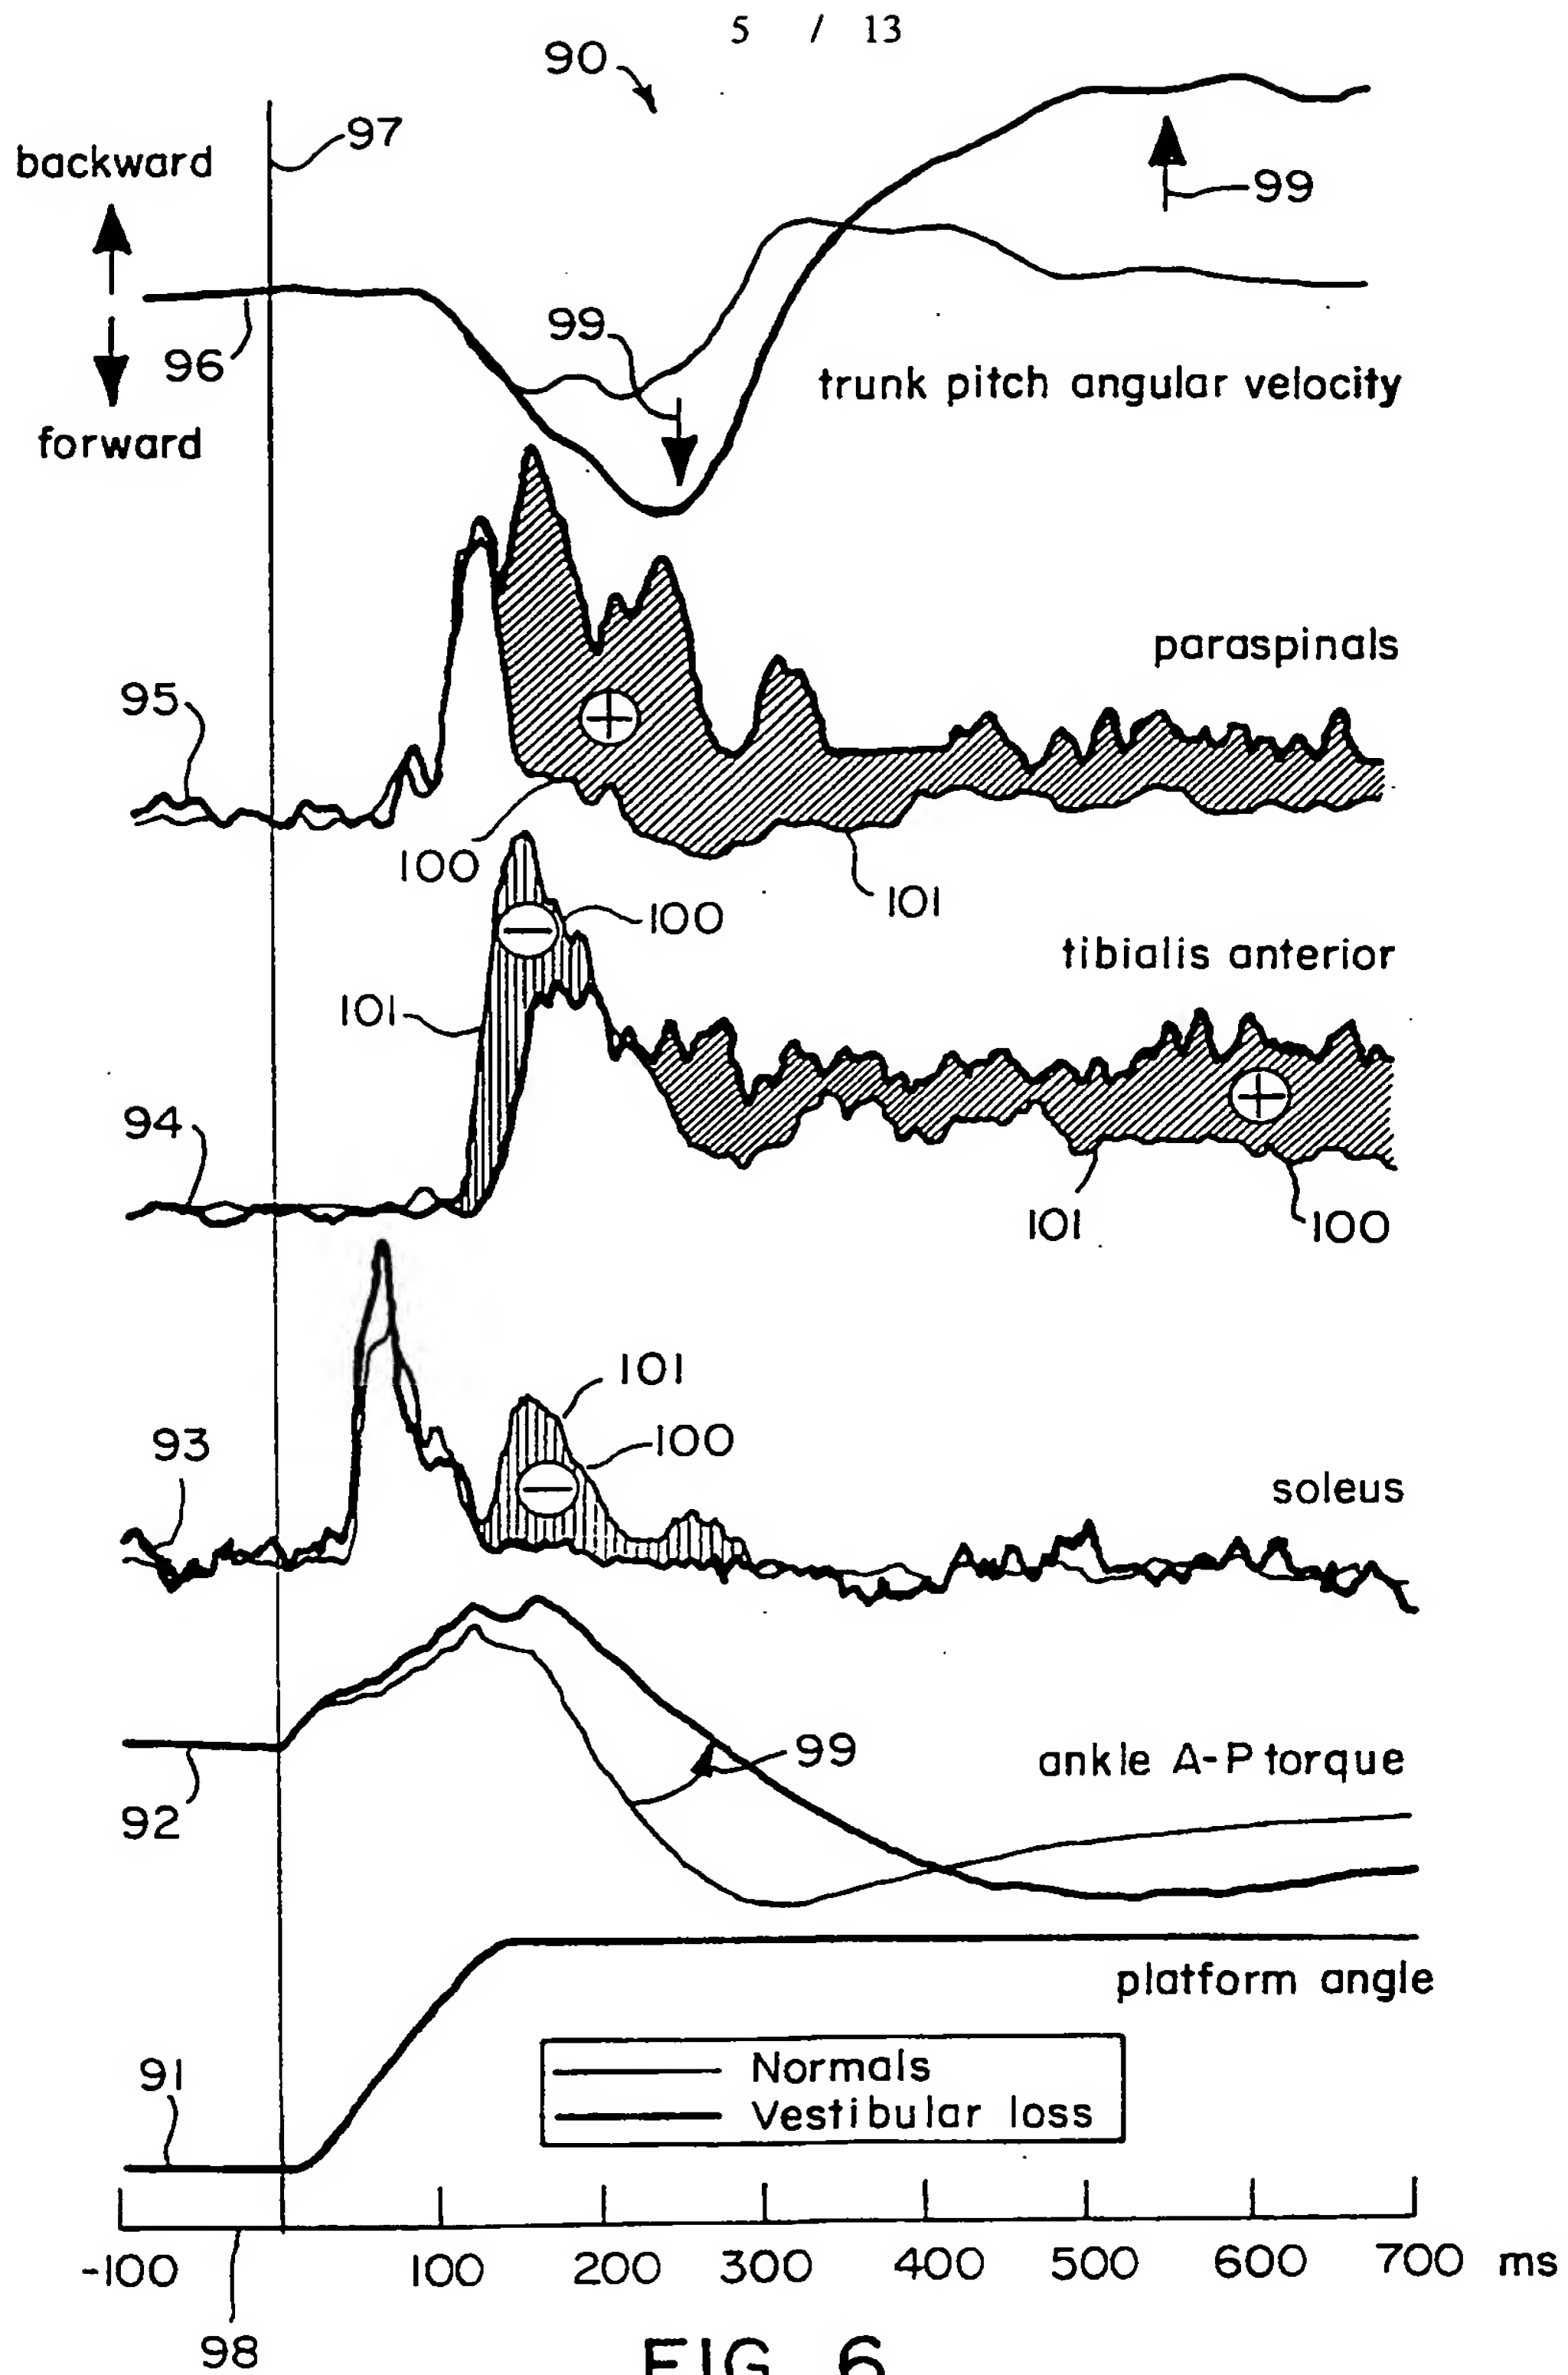 5 / 13
90
97
backward
99
99
96
trunk pitch angular velocity
forward
paraspinals
95
+
100
101
100
−
tibialis anterior
101
94
+
101
100
101
100
93
−
soleus
99
ankle A-P torque
92
platform angle
91
Normals
Vestibular loss
-100 100 200 300 400 500 600 700 ms
98
FIG. 6